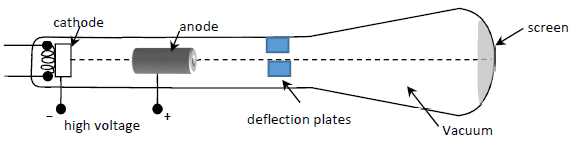 cathode
anode
screen
− high voltage +
deflection plates
Vacuum